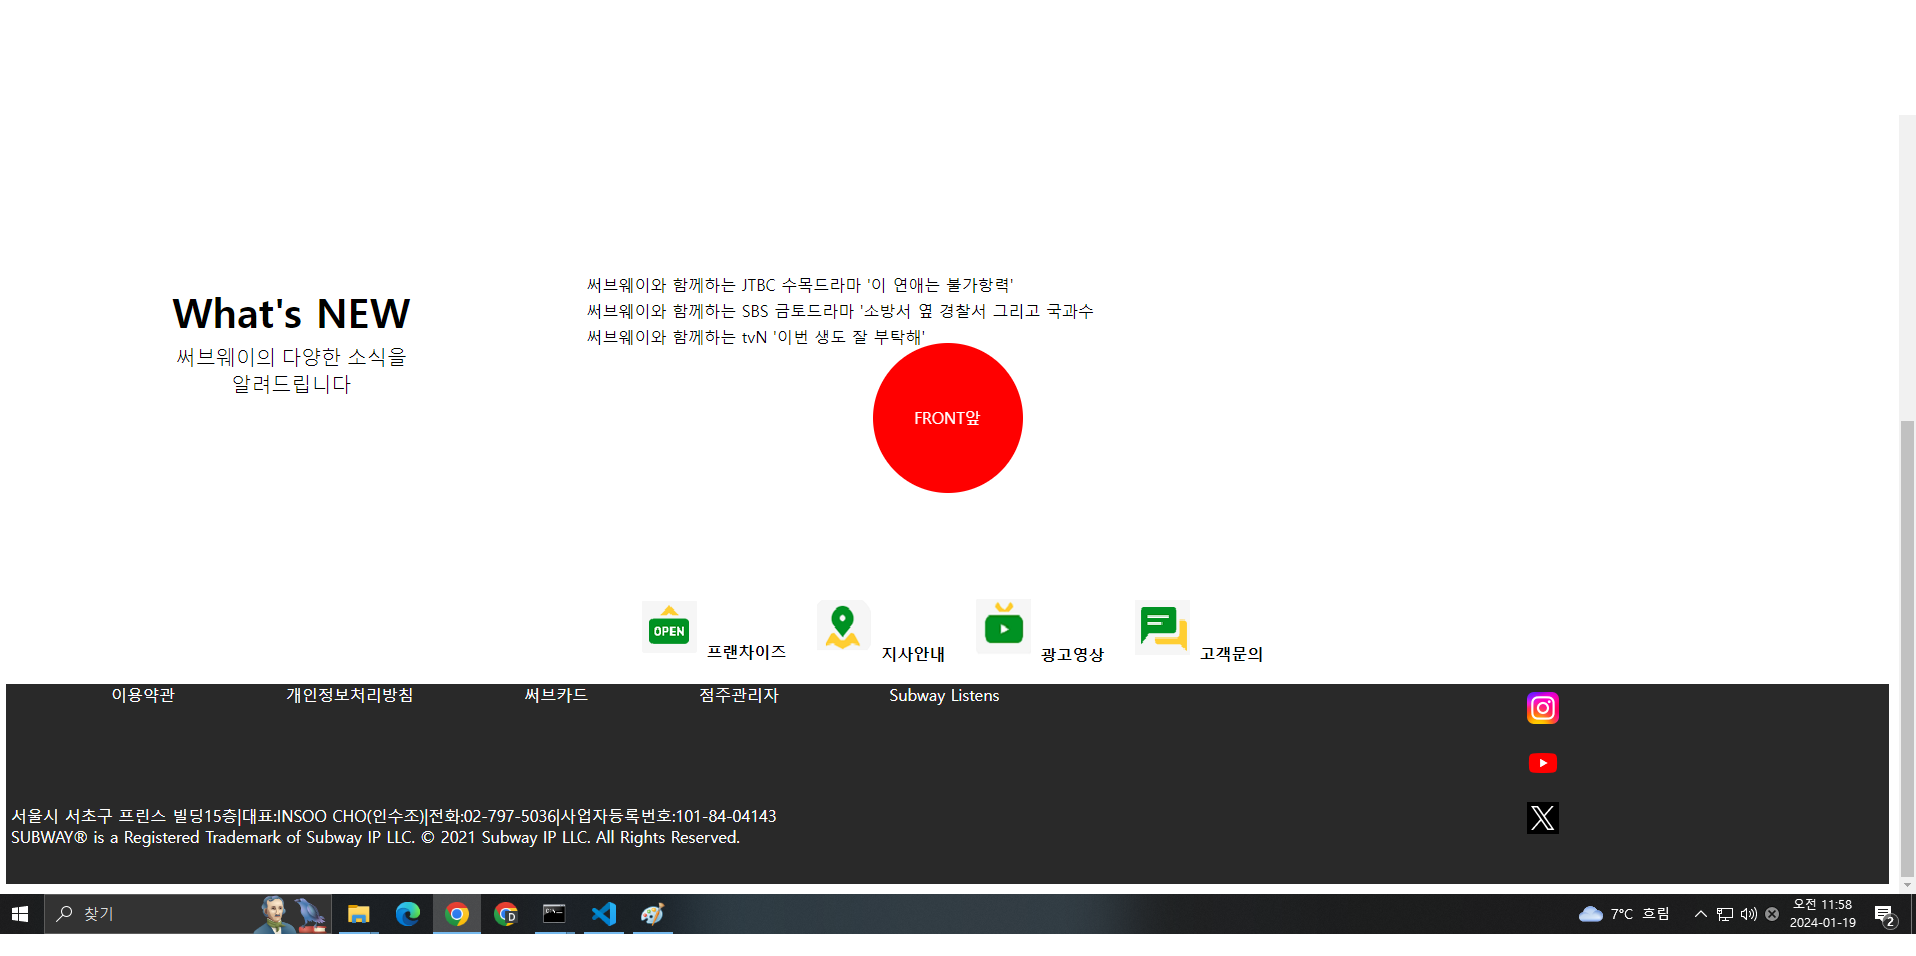 What's NEW
써브웨이의 다양한 소식을
알려드립니다
써브웨이와 함께하는 JTBC 수목드라마 '이 연애는 불가항력'
써브웨이와 함께하는 SBS 금토드라마 '소방서 옆 경찰서 그리고 국과수
써브웨이와 함께하는 tvN '이번 생도 잘 부탁해'
FRONT앞
OPEN 프랜차이즈 지사안내 광고영상 고객문의
이용약관 개인정보처리방침 써브카드 점주관리자 Subway Listens
서울시 서초구 프린스 빌딩15층|대표:INSOO CHO(인수조)|전화:02-797-5036|사업자등록번호:101-84-04143
SUBWAY® is a Registered Trademark of Subway IP LLC. © 2021 Subway IP LLC. All Rights Reserved.
찾기
D
7°C 흐림
오전 11:58
2024-01-19
2